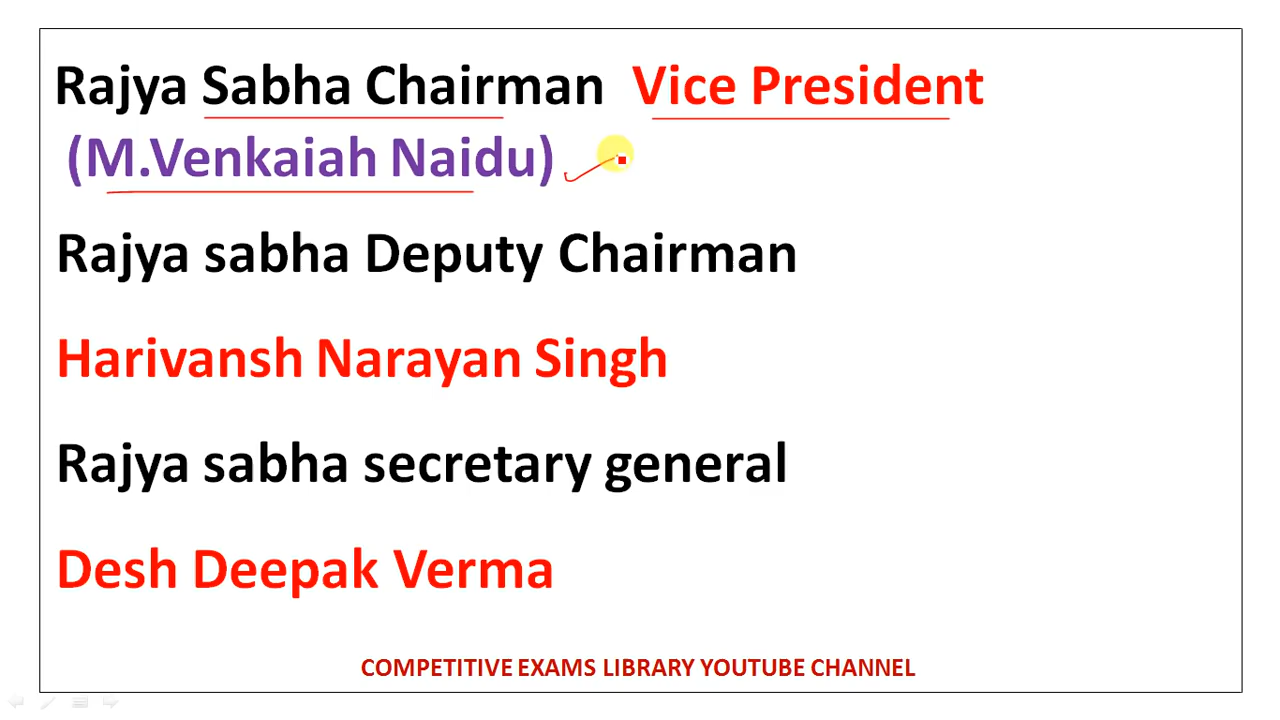 Rajya Sabha Chairman Vice President
(M.Venkaiah Naidu)
Rajya sabha Deputy Chairman
Harivansh Narayan Singh
Rajya sabha secretary general
Desh Deepak Verma
COMPETITIVE EXAMS LIBRARY YOUTUBE CHANNEL